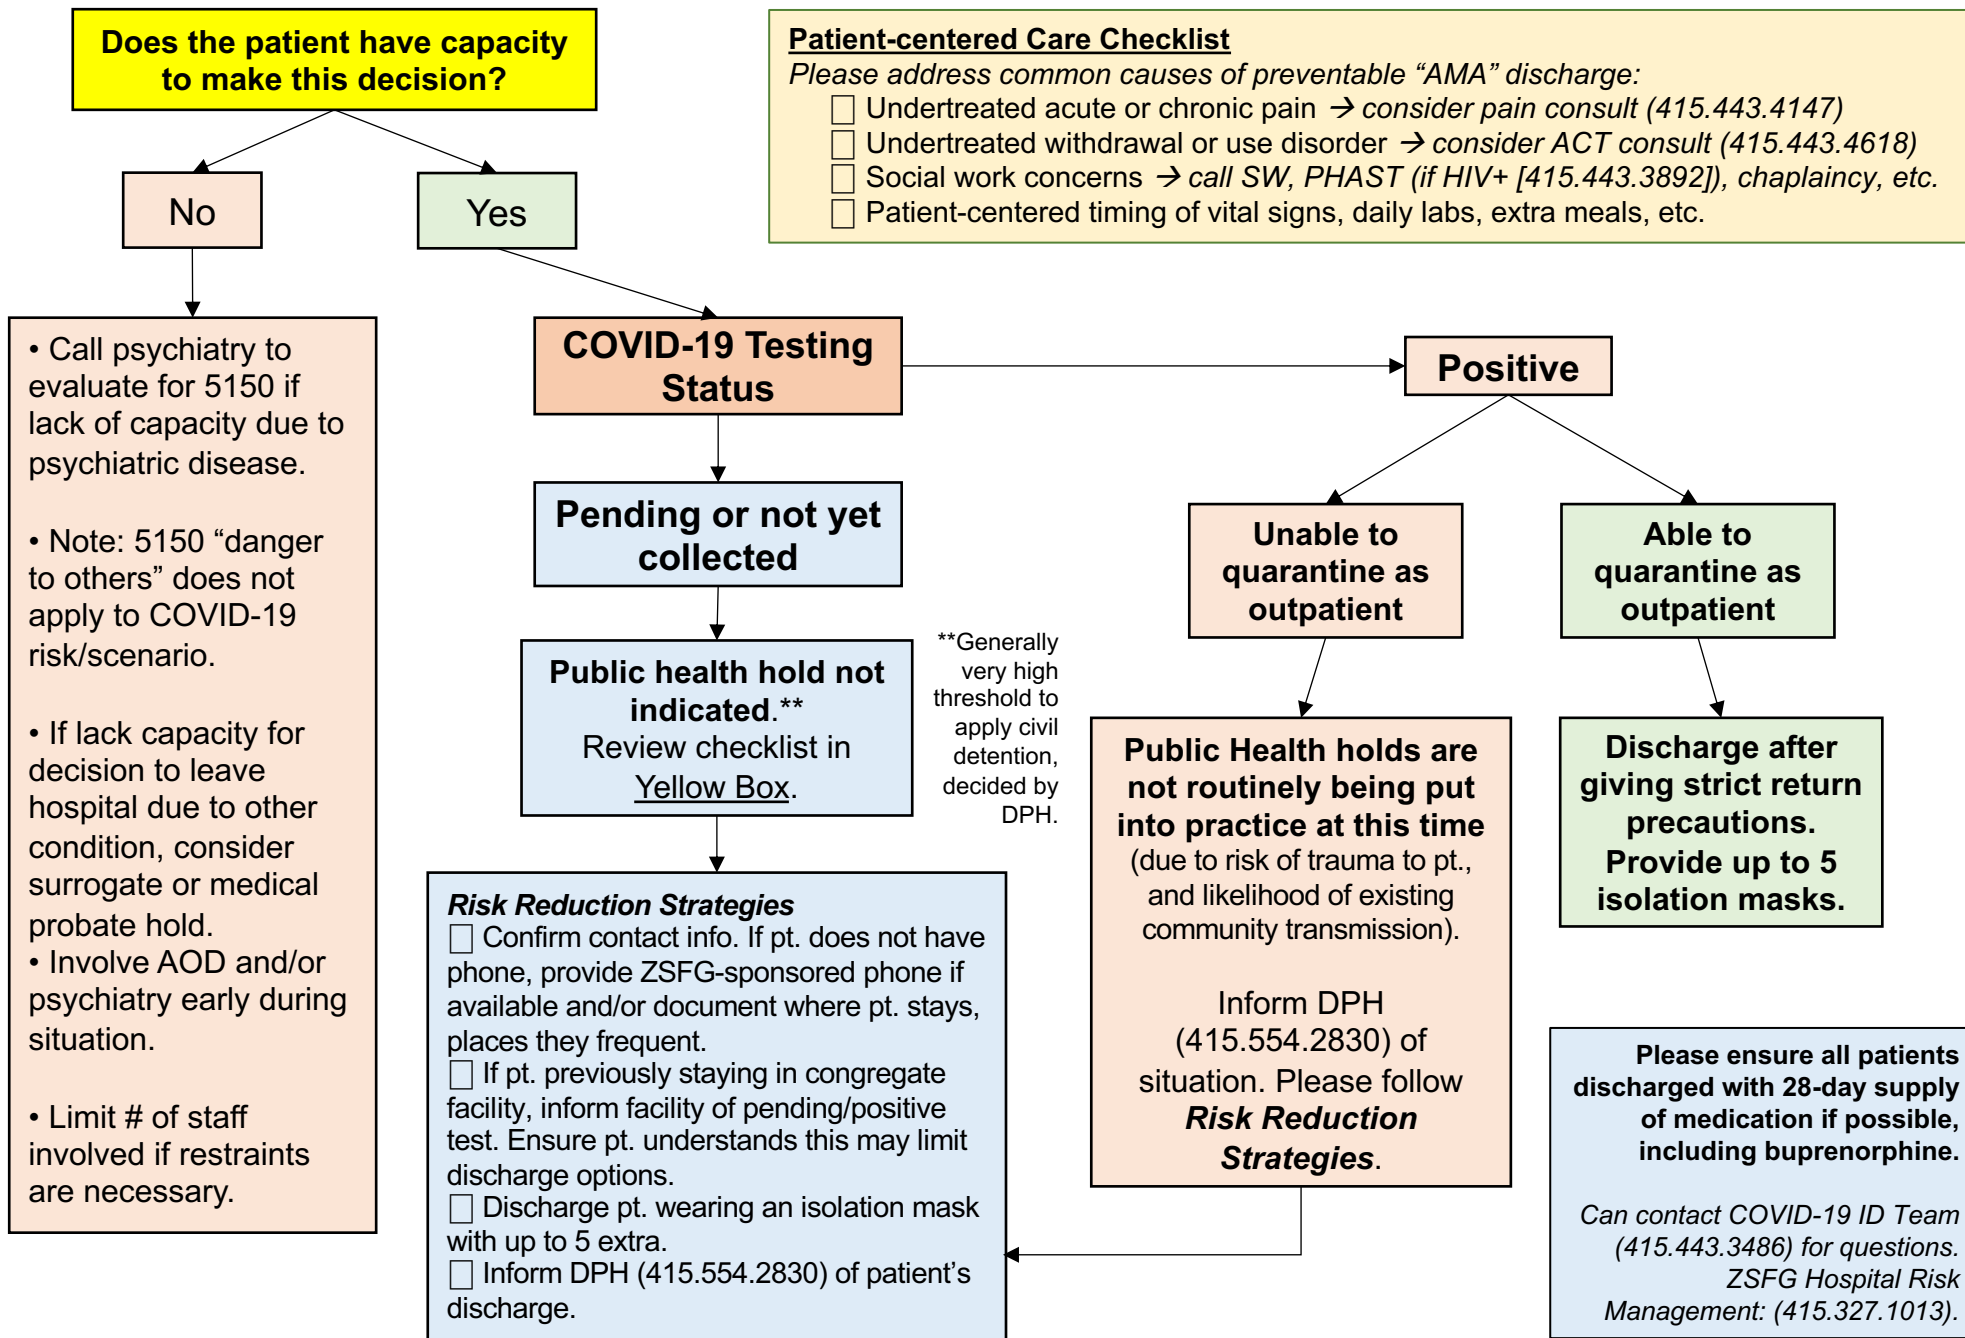 Does the patient have capacity
to make this decision?
Patient-centered Care Checklist
Please address common causes of preventable “AMA” discharge:
☐ Undertreated acute or chronic pain → consider pain consult (415.443.4147)
☐ Undertreated withdrawal or use disorder → consider ACT consult (415.443.4618)
☐ Social work concerns → call SW, PHAST (if HIV+ [415.443.3892]), chaplaincy, etc.
☐ Patient-centered timing of vital signs, daily labs, extra meals, etc.
No
Yes
• Call psychiatry to
evaluate for 5150 if
lack of capacity due to
psychiatric disease.
• Note: 5150 “danger
to others” does not
apply to COVID-19
risk/scenario.
• If lack capacity for
decision to leave
hospital due to other
condition, consider
surrogate or medical
probate hold.
• Involve AOD and/or
psychiatry early during
situation.
• Limit # of staff
involved if restraints
are necessary.
COVID-19 Testing
Status
Pending or not yet
collected
Public health hold not
indicated.**
Review checklist in
Yellow Box.
**Generally
very high
threshold to
apply civil
detention,
decided by
DPH.
Risk Reduction Strategies
☐ Confirm contact info. If pt. does not have
phone, provide ZSFG-sponsored phone if
available and/or document where pt. stays,
places they frequent.
☐ If pt. previously staying in congregate
facility, inform facility of pending/positive
test. Ensure pt. understands this may limit
discharge options.
☐ Discharge pt. wearing an isolation mask
with up to 5 extra.
☐ Inform DPH (415.554.2830) of patient’s
discharge.
Positive
Unable to
quarantine as
outpatient
Able to
quarantine as
outpatient
Public Health holds are
not routinely being put
into practice at this time
(due to risk of trauma to pt.,
and likelihood of existing
community transmission).
Inform DPH
(415.554.2830) of
situation. Please follow
Risk Reduction
Strategies.
Discharge after
giving strict return
precautions.
Provide up to 5
isolation masks.
Please ensure all patients
discharged with 28-day supply
of medication if possible,
including buprenorphine.
Can contact COVID-19 ID Team
(415.443.3486) for questions.
ZSFG Hospital Risk
Management: (415.327.1013).